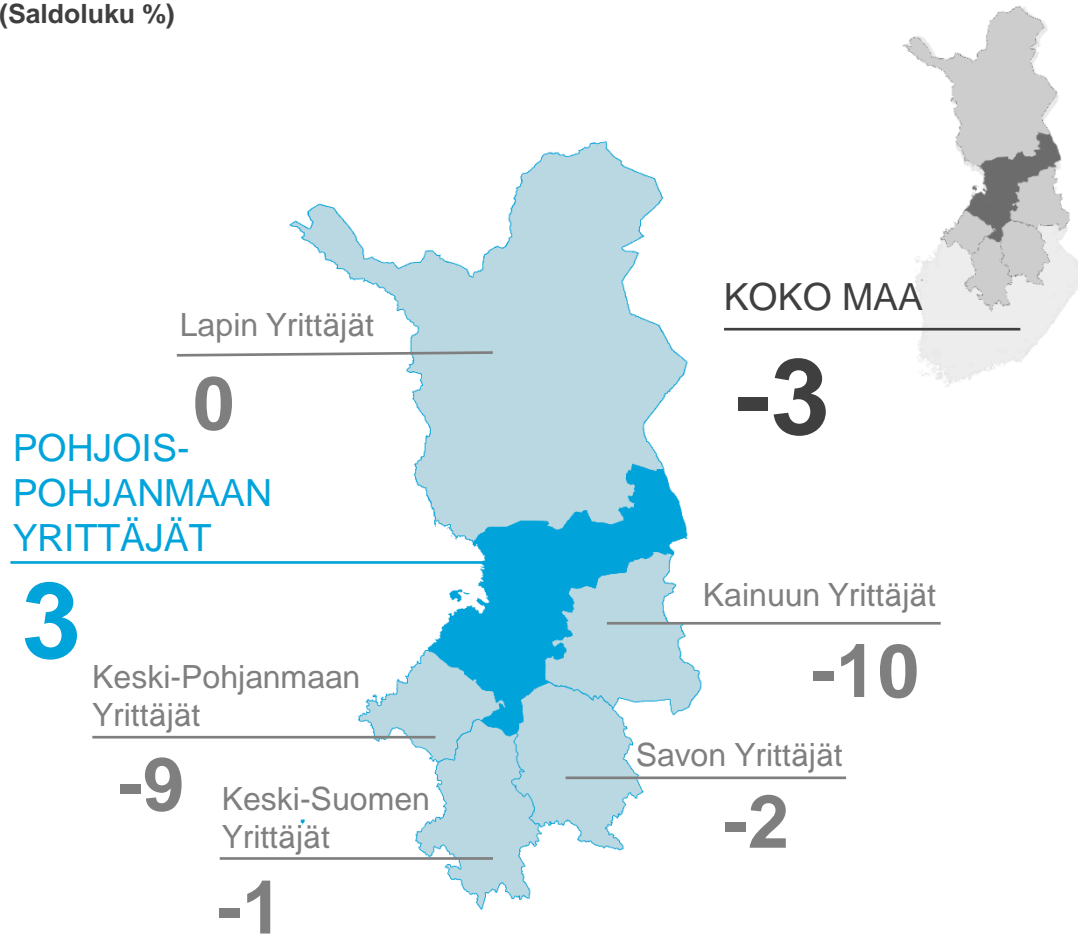 (Saldoluku %)
KOKO MAA
-3
Lapin Yrittäjät
0
POHJOIS-
POHJANMAAN
YRITTÄJÄT
3
Kainuun Yrittäjät
-10
Keski-Pohjanmaan
Yrittäjät
-9
Savon Yrittäjät
-2
Keski-Suomen
Yrittäjät
-1